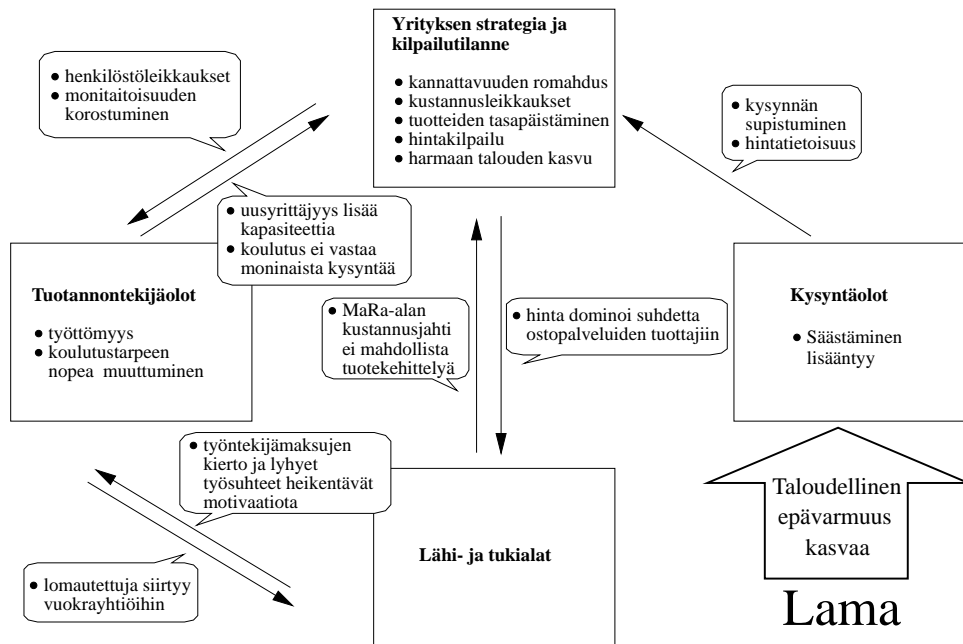 Yrityksen strategia ja
kilpailutilanne
● kannattavuuden romahdus
● kustannusleikkaukset
● tuotteiden tasapäistäminen
● hintakilpailu
● harmaan talouden kasvu
● henkilöstöleikkaukset
● monitaitoisuuden
korostuminen
● kysynnän
supistuminen
● hintatietoisuus
● uusyrittäjyys lisää
kapasiteettia
● koulutus ei vastaa
moninaista kysyntää
Tuotannontekijäolot
● työttömyys
● koulutustarpeen
nopea muuttuminen
● MaRa-alan
kustannusjahti
ei mahdollista
tuotekehittelyä
● hinta dominoi suhdetta
ostopalveluiden tuottajiin
Kysyntäolot
● Säästäminen
lisääntyy
● työntekijämaksujen
kierto ja lyhyet
työsuhteet heikentävät
motivaatiota
Lähi- ja tukialat
● lomautettuja siirtyy
vuokrayhtiöihin
Taloudellinen
epävarmuus
kasvaa
Lama